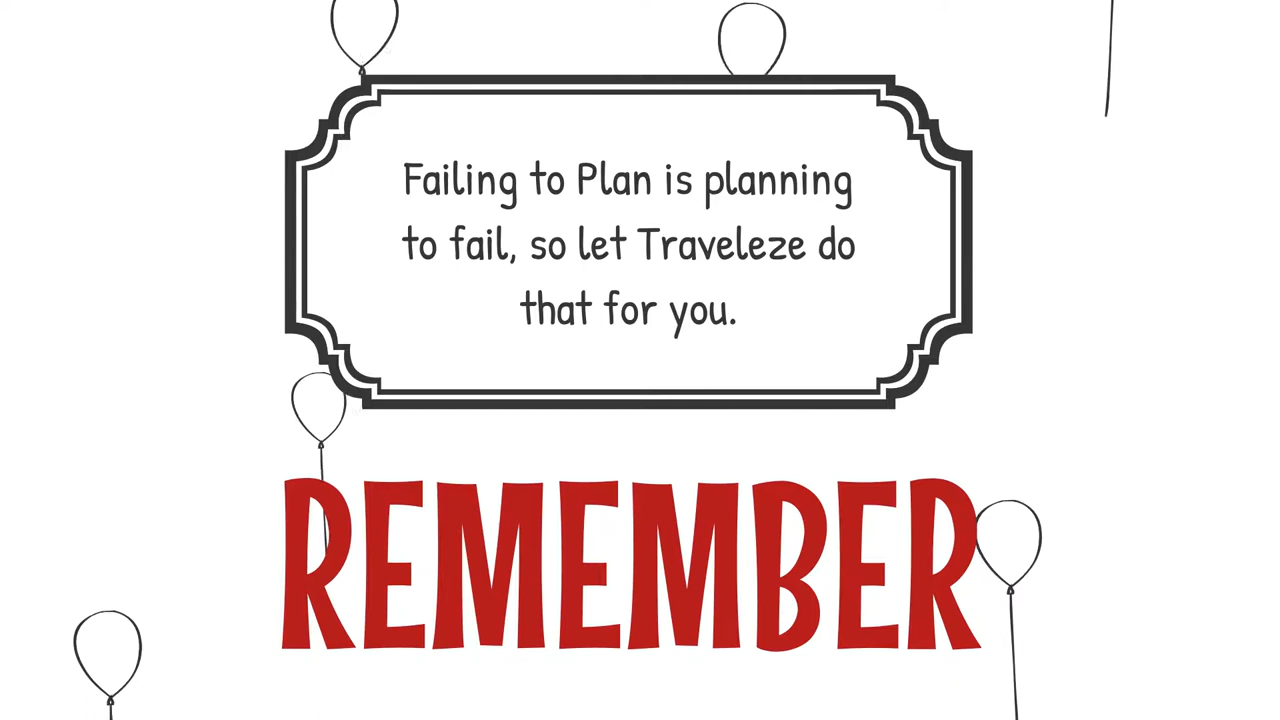 Failing to Plan is planning
to fail, so let Traveleze do
that for you.
REMEMBER